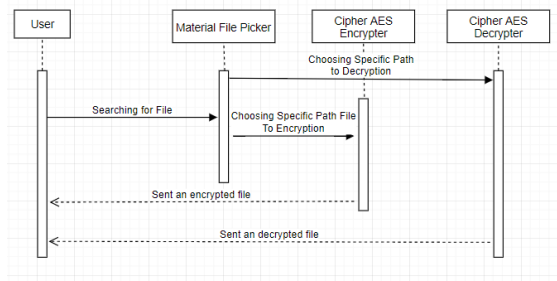 User
Material File Picker
Cipher AES
Encrypter
Cipher AES
Decrypter
Choosing Specific Path
to Decryption
Searching for File
Choosing Specific Path File
To Encryption
Sent an encrypted file
Sent an decrypted file